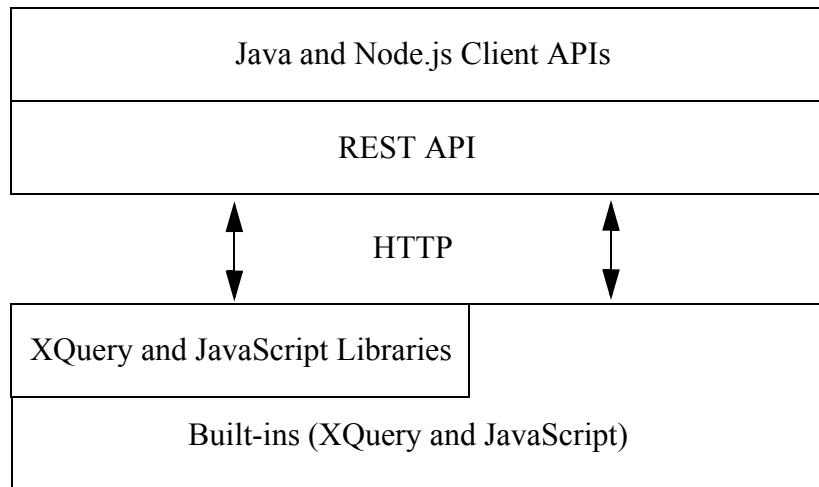 Java and Node.js Client APIs
REST API
HTTP
XQuery and JavaScript Libraries
Built-ins (XQuery and JavaScript)